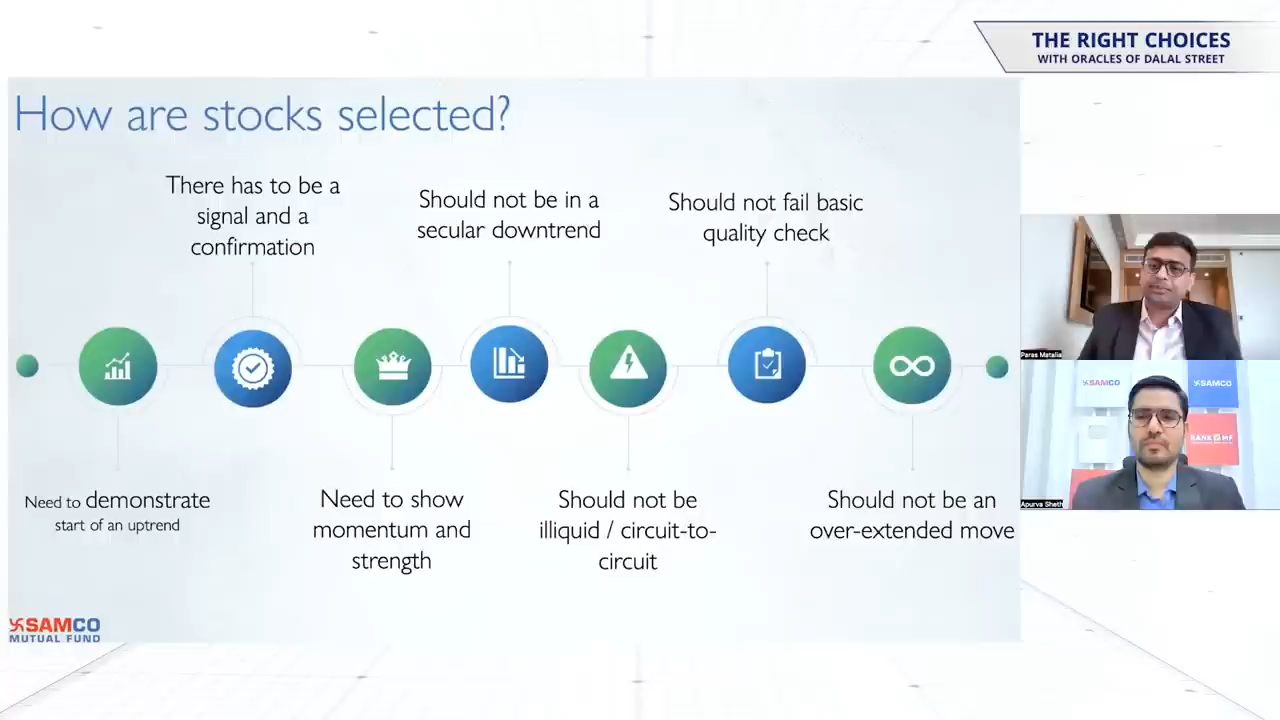 THE RIGHT CHOICES
WITH ORACLES OF DALAL STREET
How are stocks selected?
There has to be a
signal and a
confirmation
Should not be in a
secular downtrend
Should not fail basic
quality check
Need to demonstrate
start of an uptrend
Need to show
momentum and
strength
Should not be
illiquid / circuit-to-
circuit
Should not be an
over-extended move
SAMCO
MUTUAL FUND
Paras Matalia
SAMCO
SAMCO
RANKMF
Apurva Sheth